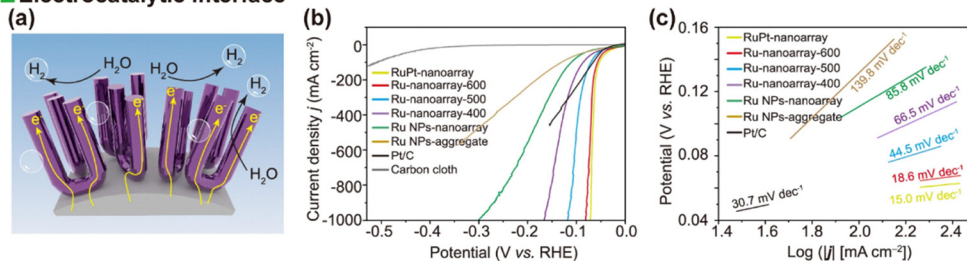 Electrocatalytic interface
(a)
H₂
H₂O
H₂O
H₂
H₂
e⁻
e⁻
e⁻
e⁻
e⁻
H₂O
(b)
Current density j (mA cm⁻²)
0
-200
-400
-600
-800
-1000
RuPt-nanoarray
Ru-nanoarray-600
Ru-nanoarray-500
Ru-nanoarray-400
Ru NPs-nanoarray
Ru NPs-aggregate
Pt/C
Carbon cloth
-0.5 -0.4 -0.3 -0.2 -0.1 0.0
Potential (V vs. RHE)
(c)
Potential (V vs. RHE)
0.16
0.12
0.08
0.04
RuPt-nanoarray
Ru-nanoarray-600
Ru-nanoarray-500
Ru-nanoarray-400
Ru NPs-nanoarray
Ru NPs-aggregate
Pt/C
139.8 mV dec⁻¹
85.8 mV dec⁻¹
66.5 mV dec⁻¹
44.5 mV dec⁻¹
18.6 mV dec⁻¹
15.0 mV dec⁻¹
30.7 mV dec⁻¹
1.4 1.6 1.8 2.0 2.2 2.4
Log (|j| [mA cm⁻²])